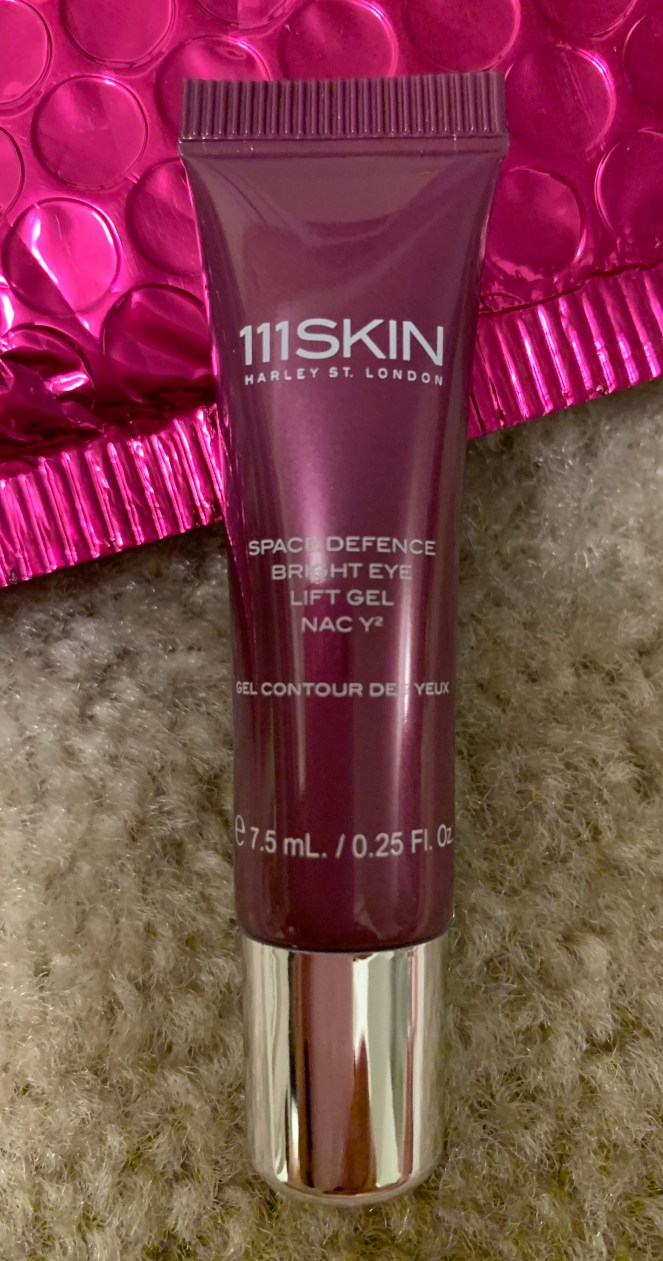 111SKIN
HARLEY ST. LONDON
SPACE DEFENCE
BRIGHT EYE
LIFT GEL
NAC Y²
GEL CONTOUR DES YEUX
℮ 7.5 mL. / 0.25 Fl. Oz